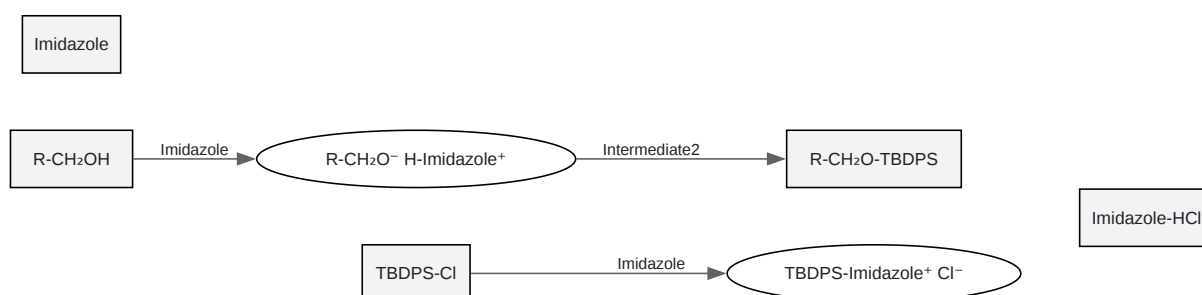 Imidazole
R-CH₂OH
Imidazole
R-CH₂O⁻ H-Imidazole⁺
Intermediate2
R-CH₂O-TBDPS
Imidazole-HCl
TBDPS-Cl
Imidazole
TBDPS-Imidazole⁺ Cl⁻